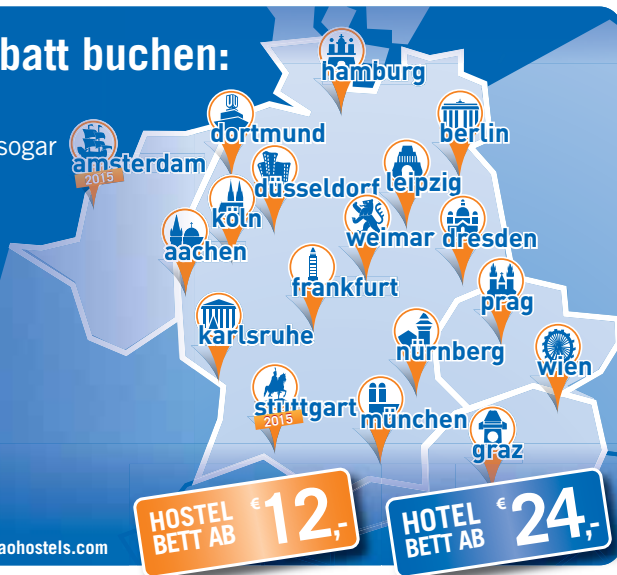 batt buchen:
hamburg
dortmund
berlin
sogar
amsterdam
2015
düsseldorf
leipzig
köln
weimar
dresden
aachen
frankfurt
prag
karlsruhe
nürnberg
wien
stuttgart
2015
münchen
graz
HOSTEL
BETT AB
€12,-
HOTEL
BETT AB
€24,-
aohostels.com